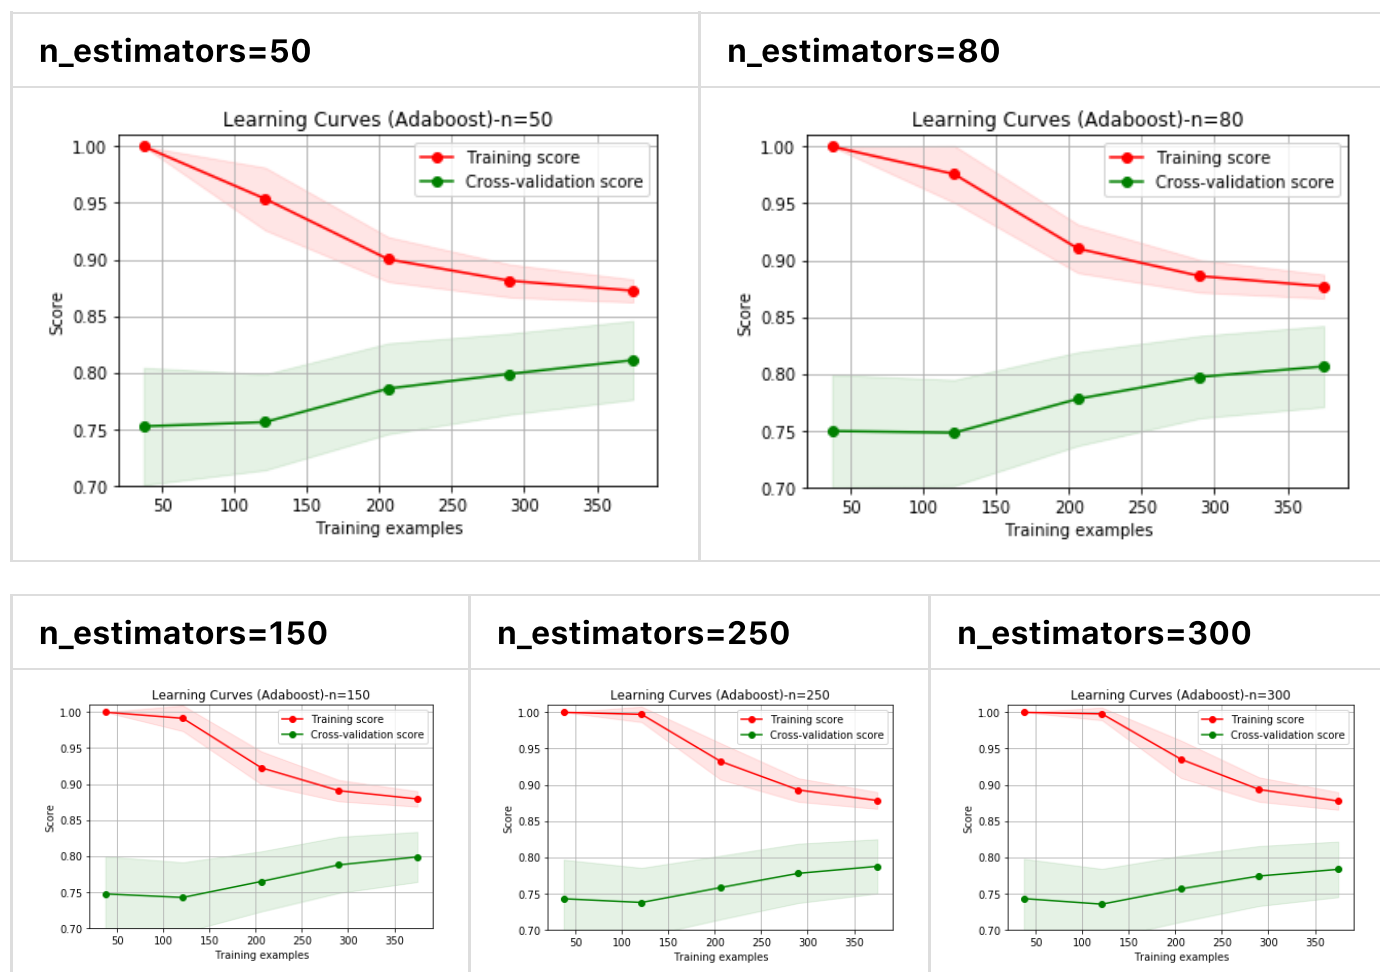 n_estimators=50
n_estimators=80
Learning Curves (Adaboost)-n=50
1.00
0.95
0.90
0.85
0.80
0.75
0.70
Score
Training score
Cross-validation score
50 100 150 200 250 300 350
Training examples
Learning Curves (Adaboost)-n=80
1.00
0.95
0.90
0.85
0.80
0.75
0.70
Score
Training score
Cross-validation score
50 100 150 200 250 300 350
Training examples
n_estimators=150
n_estimators=250
n_estimators=300
Learning Curves (Adaboost)-n=150
1.00
0.95
0.90
0.85
0.80
0.75
0.70
Score
Training score
Cross-validation score
50 100 150 200 250 300 350
Training examples
Learning Curves (Adaboost)-n=250
1.00
0.95
0.90
0.85
0.80
0.75
0.70
Score
Training score
Cross-validation score
50 100 150 200 250 300 350
Training examples
Learning Curves (Adaboost)-n=300
1.00
0.95
0.90
0.85
0.80
0.75
0.70
Score
Training score
Cross-validation score
50 100 150 200 250 300 350
Training examples